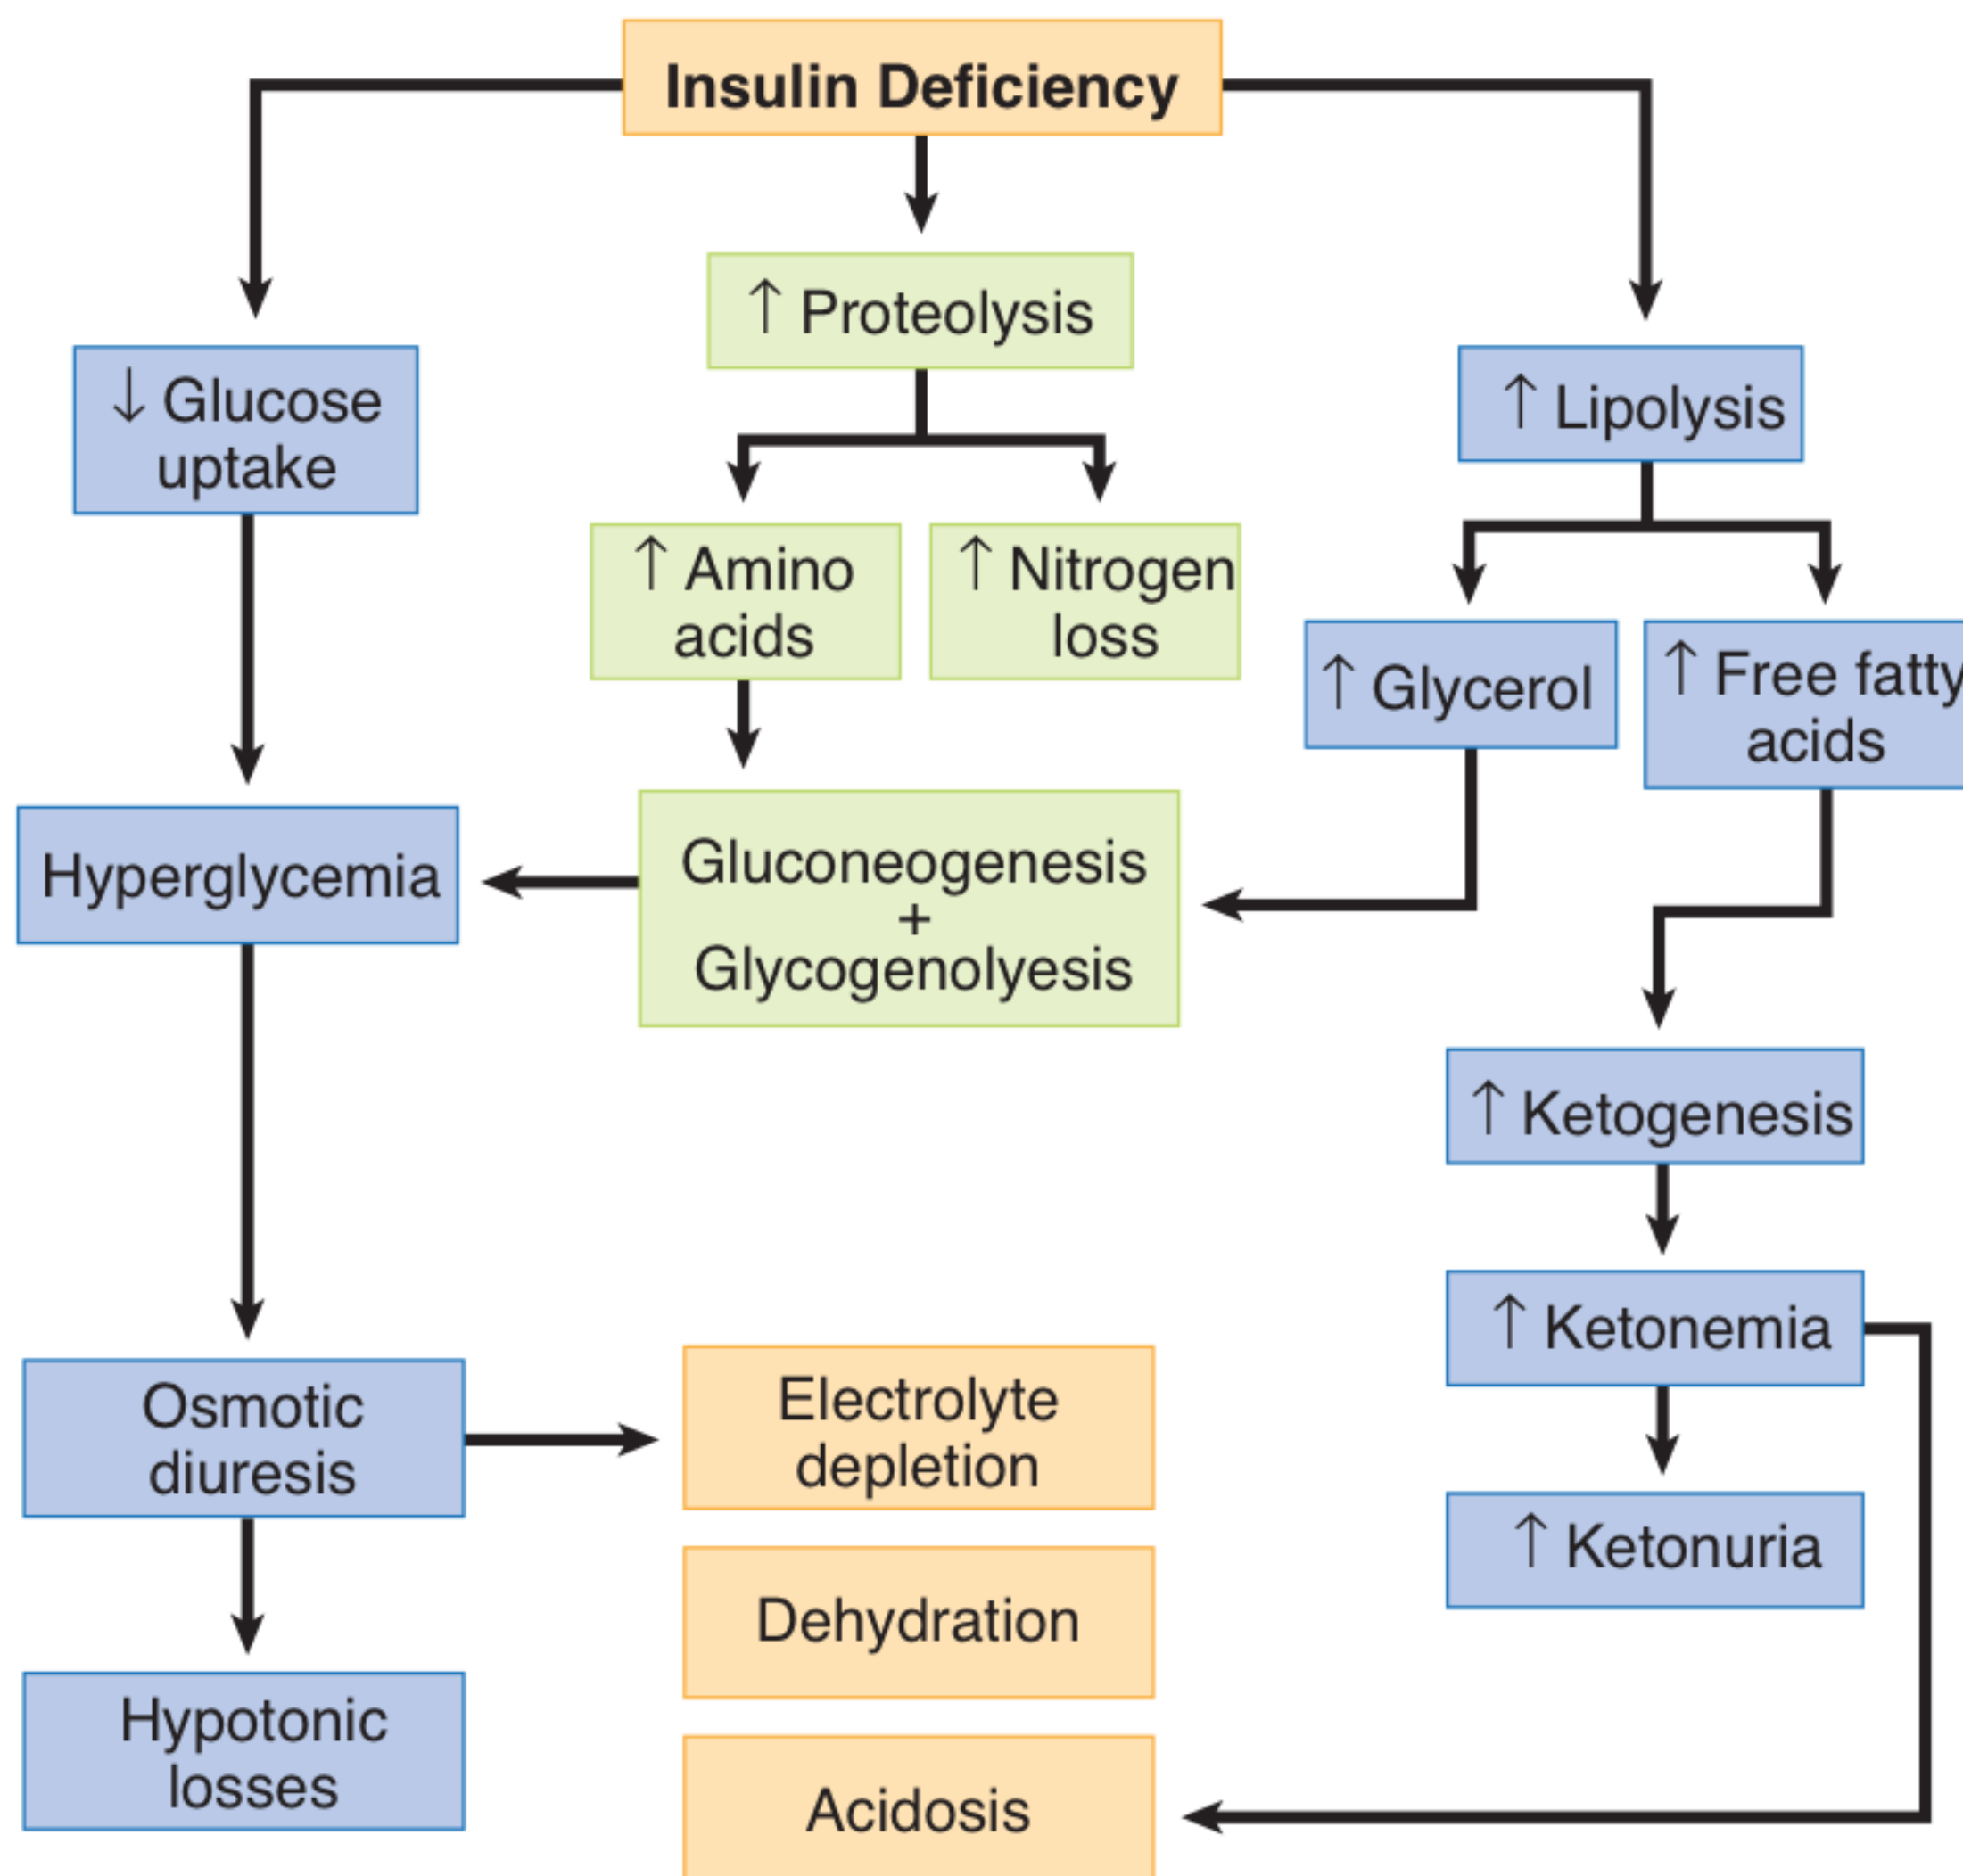 Insulin Deficiency
↑ Proteolysis
↓ Glucose
uptake
↑ Lipolysis
↑ Amino
acids
↑ Nitrogen
loss
↑ Glycerol
↑ Free fatty
acids
Hyperglycemia
Gluconeogenesis
+
Glycogenolyesis
↑ Ketogenesis
↑ Ketonemia
Osmotic
diuresis
Electrolyte
depletion
↑ Ketonuria
Dehydration
Hypotonic
losses
Acidosis